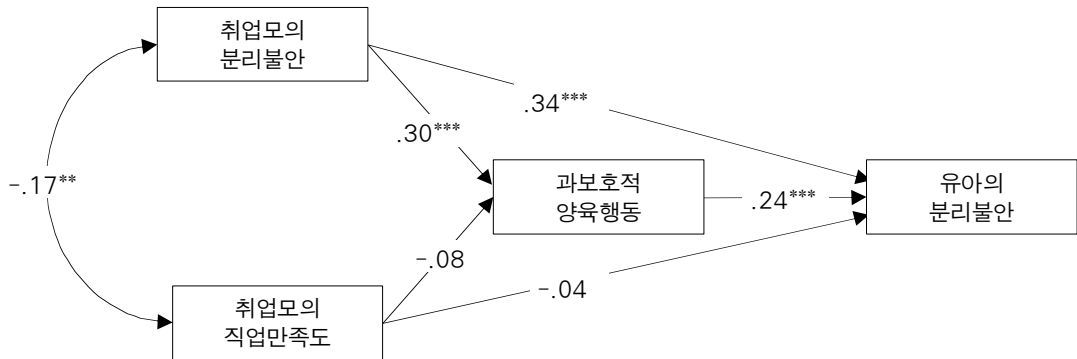 취업모의
분리불안
.34***
.30***
-.17**
과보호적
양육행동
.24***
유아의
분리불안
-.08
-.04
취업모의
직업만족도